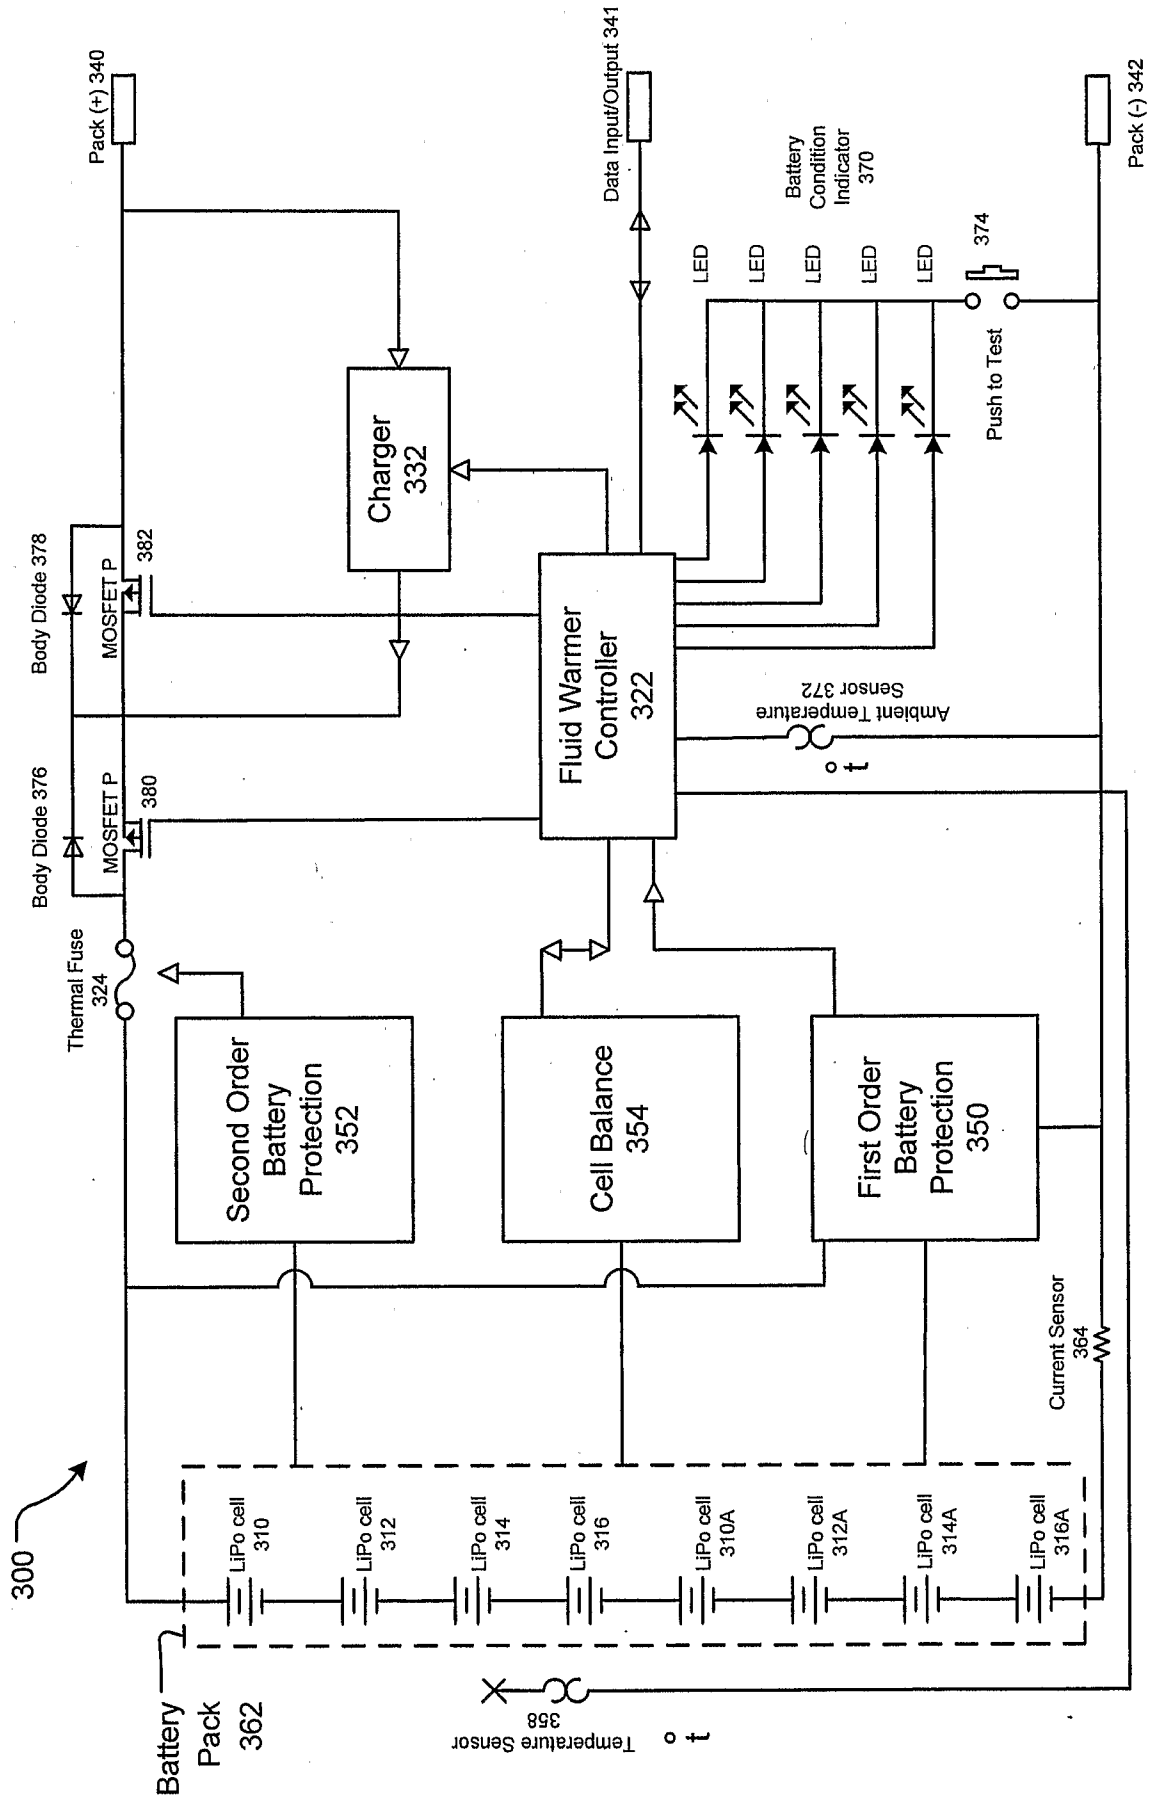 300
Battery
Pack
362
LiPo cell
310
LiPo cell
312
LiPo cell
314
LiPo cell
316
LiPo cell
310A
LiPo cell
312A
LiPo cell
314A
LiPo cell
316A
Temperature Sensor
358
o t
Thermal Fuse
324
Second Order
Battery
Protection
352
Cell Balance
354
First Order
Battery
Protection
350
Current Sensor
364
Body Diode 376
MOSFET P
380
Body Diode 378
MOSFET P
382
Charger
332
Fluid Warmer
Controller
322
Ambient Temperature
Sensor 372
o t
Pack (+) 340
Data Input/Output 341
Battery
Condition
Indicator
370
LED
LED
LED
LED
LED
374
Push to Test
Pack (-) 342